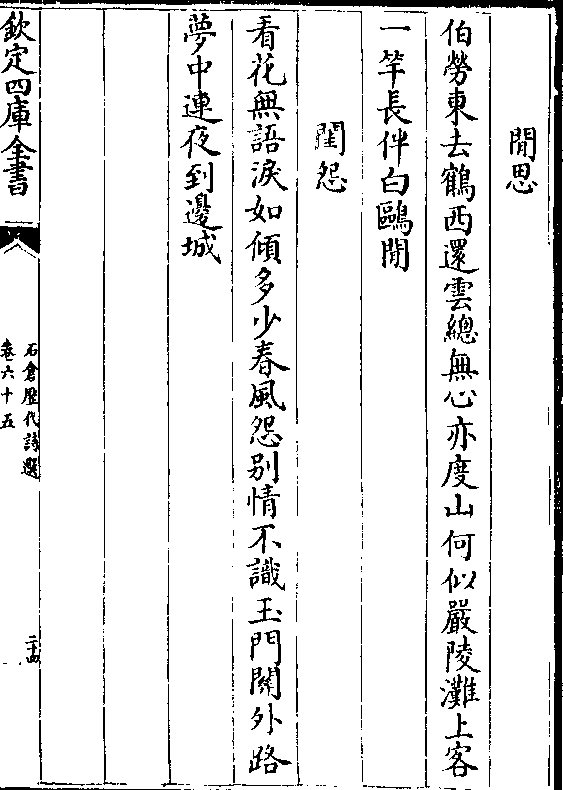 閒思
伯勞東去鶴西還雲總無心亦度山何似嚴陵灘上客
一竿長伴白鷗閒
閨怨
看花無語淚如傾多少春風怨别情不識玉門關外路
夢中連夜到邊城
欽定四庫全書
石倉歷代詩選
卷六十五
二十四